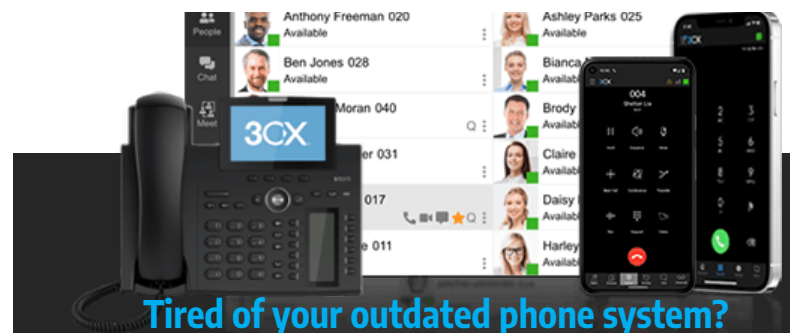 Anthony Freeman 020
Available
People
Ben Jones 028
Available
Chat
Moran 040
Meet
er 031
017
e 011
Ashley Parks 025
Available
Bianca
Available
Brody
Availab
Claire
Availab
Daisy
Availab
Harley
Availab
3CX
004
3CX
Tired of your outdated phone system?